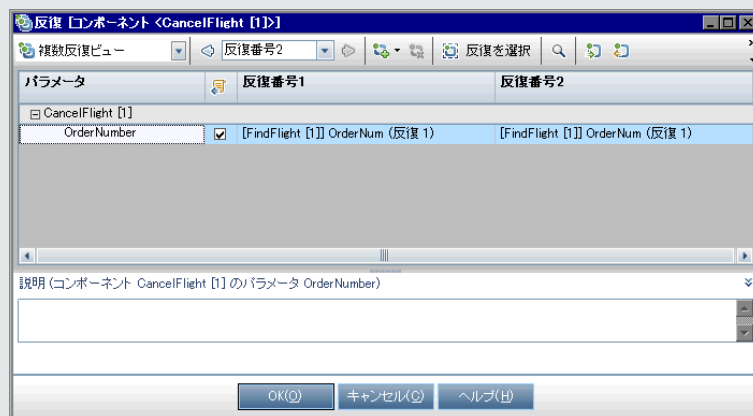 反復 [コンポーネント <CancelFlight [1]>]
複数反復ビュー 反復番号2 反復を選択
パラメータ 反復番号1 反復番号2
CancelFlight [1]
OrderNumber [FindFlight [1]] OrderNum (反復 1) [FindFlight [1]] OrderNum (反復 1)
説明 (コンポーネント CancelFlight [1] のパラメータ OrderNumber)
OK(O) キャンセル(C) ヘルプ(H)